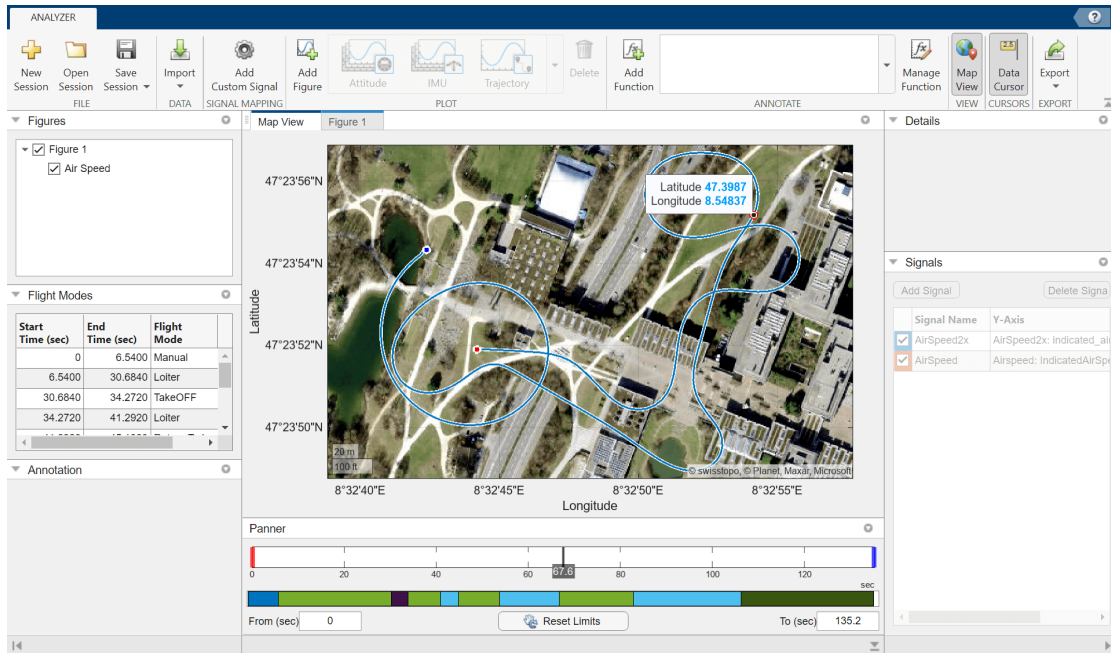 ANALYZER
?
New
Session
Open
Session
Save
Session
FILE
Import
DATA
Add
Custom Signal
SIGNAL MAPPING
Add
Figure
Attitude
IMU
Trajectory
Delete
PLOT
Add
Function
ANNOTATE
Manage
Function
Map
View
VIEW
2.5
Data
Cursor
CURSORS
Export
EXPORT
Figures
Figure 1
Air Speed
Flight Modes
Start Time (sec) End Time (sec) Flight Mode
0 6.5400 Manual
6.5400 30.6840 Loiter
30.6840 34.2720 TakeOFF
34.2720 41.2920 Loiter
Annotation
Map View Figure 1
47°23'56"N
47°23'54"N
47°23'52"N
47°23'50"N
Latitude
Latitude 47.3987
Longitude 8.54837
20 m
100 ft
© swisstopo, © Planet, Maxar, Microsoft
8°32'40"E 8°32'45"E 8°32'50"E 8°32'55"E
Longitude
Panner
0 20 40 60 67.6 80 100 120
sec
From (sec) 0 Reset Limits To (sec) 135.2
Details
Signals
Add Signal Delete Signa
Signal Name Y-Axis
AirSpeed2x AirSpeed2x: Indicated_ai
AirSpeed Airspeed: IndicatedAirSpe